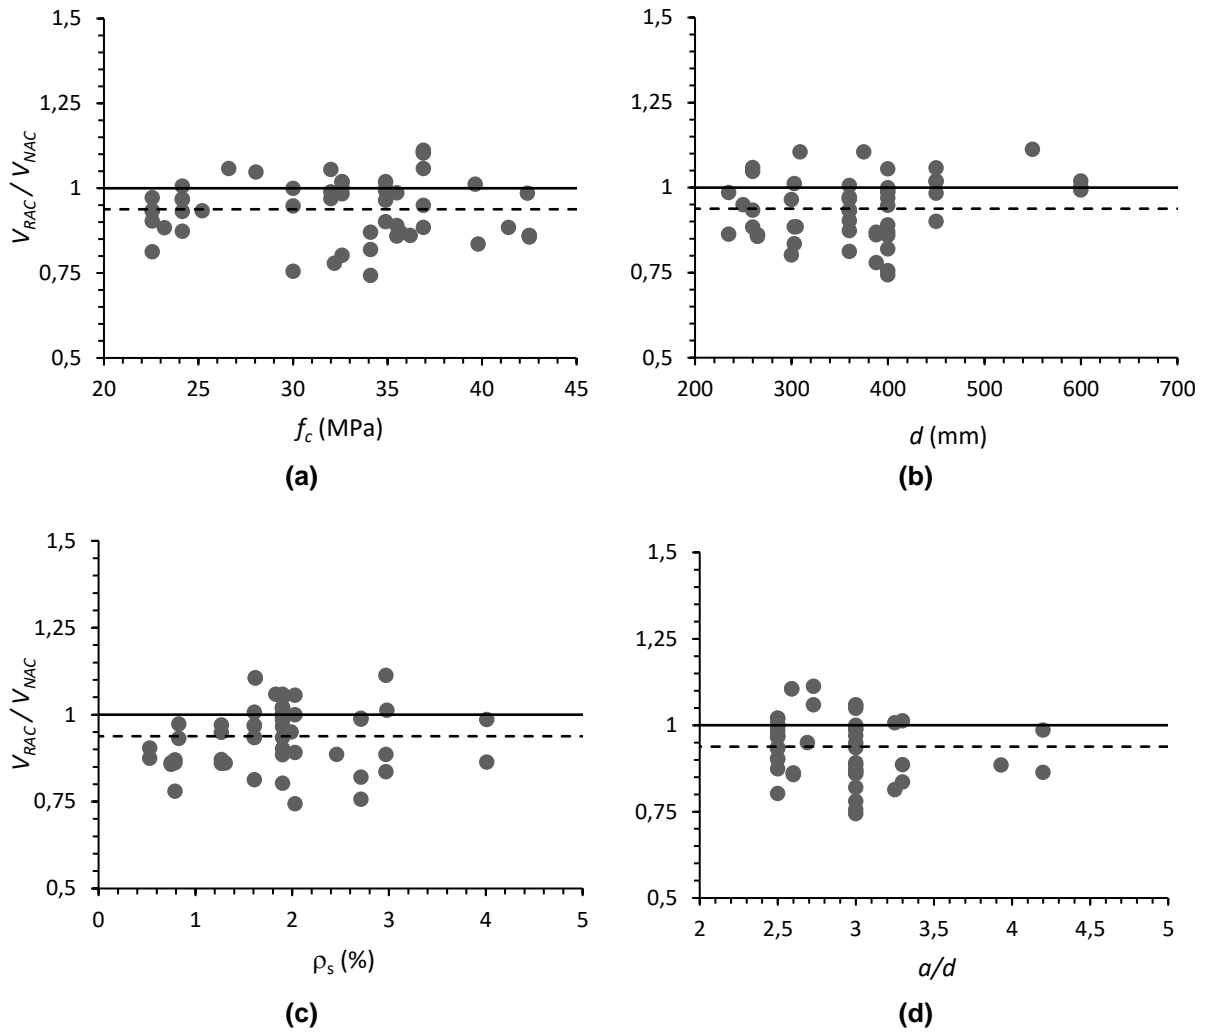 1,5
1,25
1
0,75
0,5
V_RAC / V_NAC
20 25 30 35 40 45
f_c (MPa)
(a)
1,5
1,25
1
0,75
0,5
200 300 400 500 600 700
d (mm)
(b)
1,5
1,25
1
0,75
0,5
V_RAC / V_NAC
0 1 2 3 4 5
ρ_s (%)
(c)
1,5
1,25
1
0,75
0,5
2 2,5 3 3,5 4 4,5 5
a/d
(d)